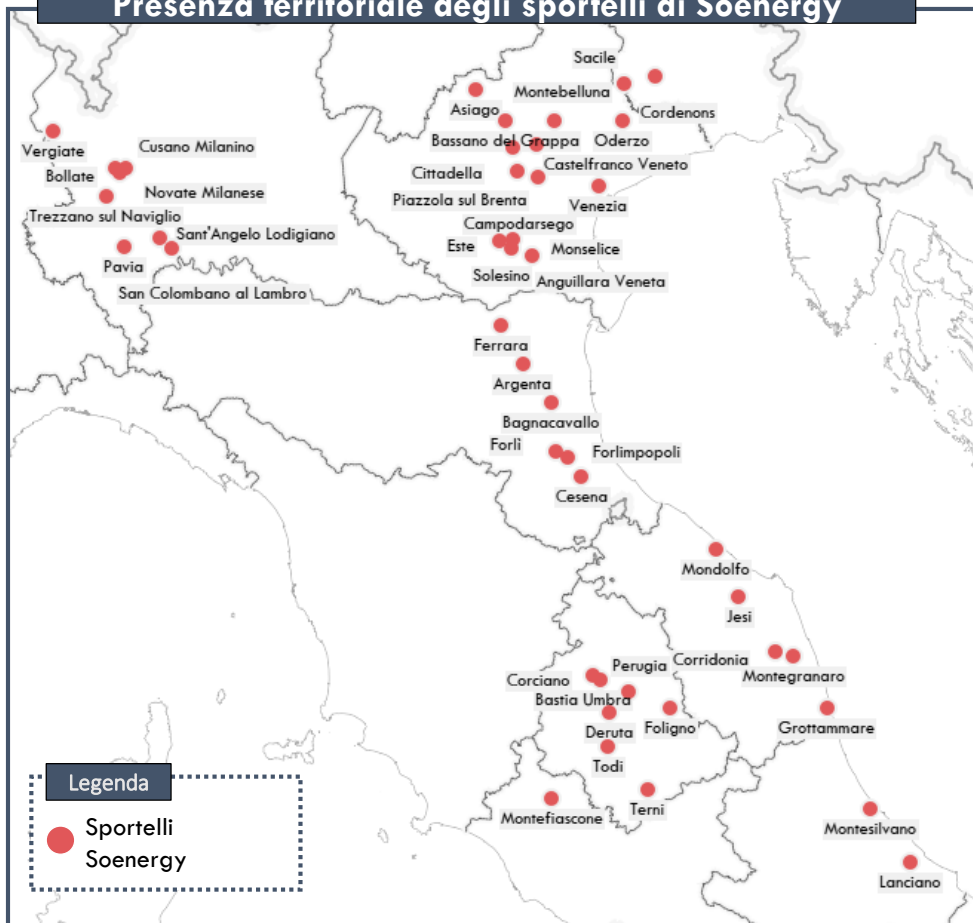 Presenza territoriale degli sportelli di Soenergy
Sacile
Montebelluna
Asiago
Cordenons
Vergiate
Cusano Milanino
Bassano del Grappa
Oderzo
Bollate
Castelfranco Veneto
Cittadella
Novate Milanese
Piazzola sul Brenta
Venezia
Trezzano sul Naviglio
Campodarsego
Sant'Angelo Lodigiano
Este
Monselice
Pavia
Solesino
Anguillara Veneta
San Colombano al Lambro
Ferrara
Argenta
Bagnacavallo
Forlì
Forlimpopoli
Cesena
Mondolfo
Jesi
Perugia
Corridonia
Corciano
Montegranaro
Bastia Umbra
Deruta
Foligno
Grottammare
Todi
Legenda
Terni
Montefiascone
Sportelli
Soenergy
Montesilvano
Lanciano